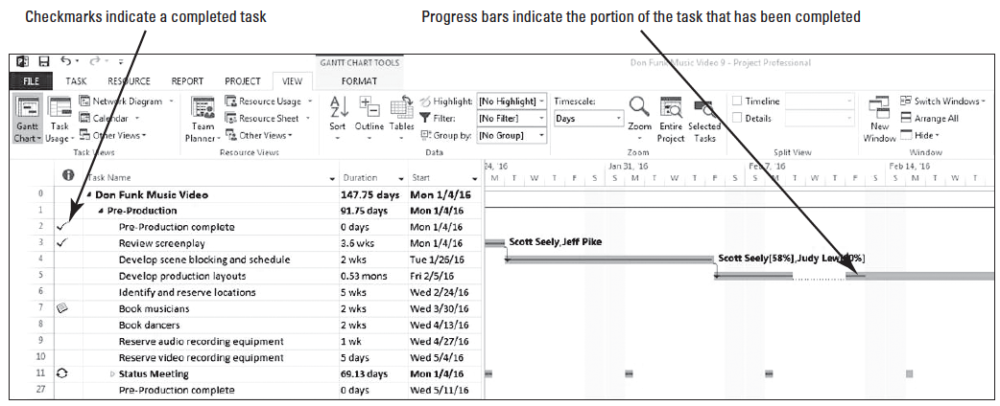 Checkmarks indicate a completed task
Progress bars indicate the portion of the task that has been completed
GANTT CHART TOOLS
Don Funk Music Video 9 - Project Professional
FILE TASK RESOURCE REPORT PROJECT VIEW FORMAT
Gantt Chart
Task Usage
Network Diagram
Calendar
Other Views
Task Views
Team Planner
Resource Usage
Resource Sheet
Other Views
Resource Views
Sort
Outline
Tables
Highlight: [No Highlight]
Filter: [No Filter]
Group by: [No Group]
Data
Timescale:
Days
Zoom
Entire Project
Selected Tasks
Zoom
Timeline
Details
Split View
New Window
Switch Windows
Arrange All
Hide
Window
Task Name Duration Start
24, '16 Jan 31, '16 Feb 7, '16 Feb 14, '16
M T W T F S S M T W T F S S M T W T F S S M T W T
0 Don Funk Music Video 147.75 days Mon 1/4/16
1 Pre-Production 91.75 days Mon 1/4/16
2 Pre-Production complete 0 days Mon 1/4/16
3 Review screenplay 3.6 wks Mon 1/4/16
Scott Seely,Jeff Pike
4 Develop scene blocking and schedule 2 wks Tue 1/26/16
Scott Seely[58%],Judy Lew
5 Develop production layouts 0.53 mons Fri 2/5/16
6 Identify and reserve locations 5 wks Wed 2/24/16
7 Book musicians 2 wks Wed 3/30/16
8 Book dancers 2 wks Wed 4/13/16
9 Reserve audio recording equipment 1 wk Wed 4/27/16
10 Reserve video recording equipment 5 days Wed 5/4/16
11 Status Meeting 69.13 days Mon 1/4/16
27 Pre-Production complete 0 days Wed 5/11/16